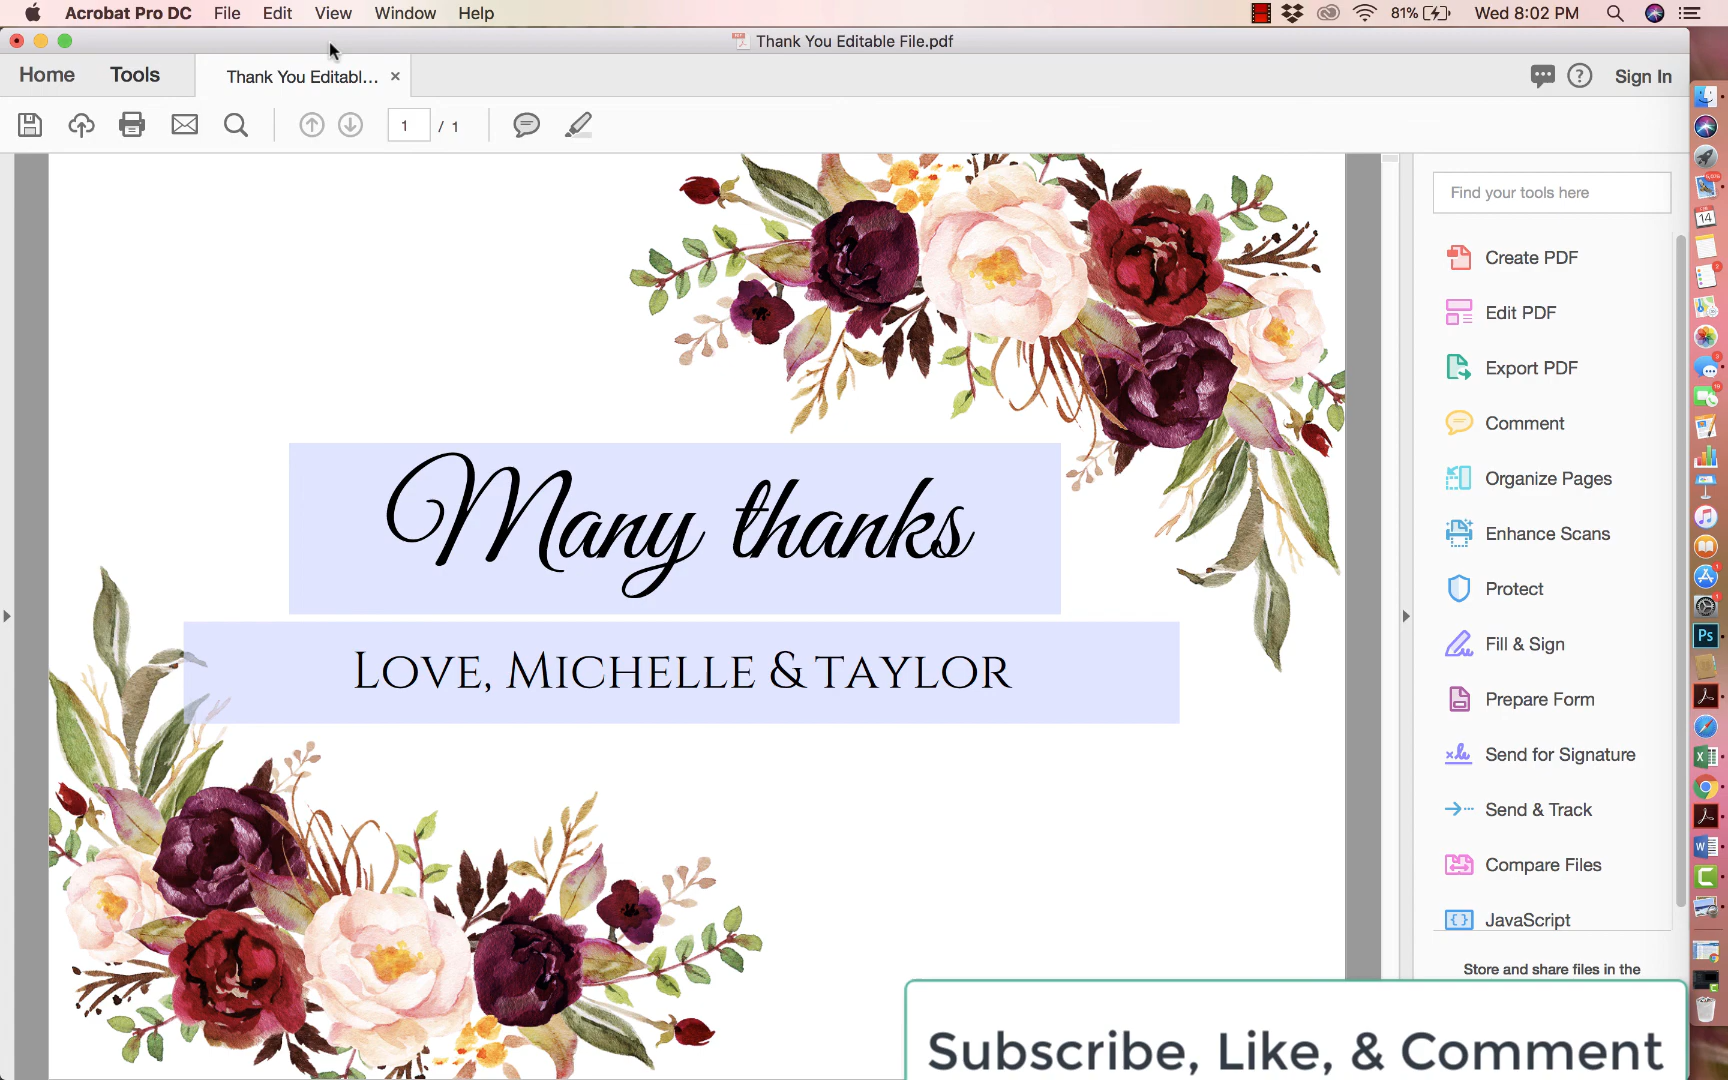 Acrobat Pro DC File Edit View Window Help 81% Wed 8:02 PM
Thank You Editable File.pdf
Home Tools Thank You Editabl... × ? Sign In
1 / 1
Find your tools here
Create PDF
Edit PDF
Export PDF
Comment
Organize Pages
Enhance Scans
Protect
Fill & Sign
Prepare Form
Send for Signature
Send & Track
Compare Files
JavaScript
Store and share files in the
Many thanks
Love, Michelle & taylor
Subscribe, Like, & Comment
14
Ps